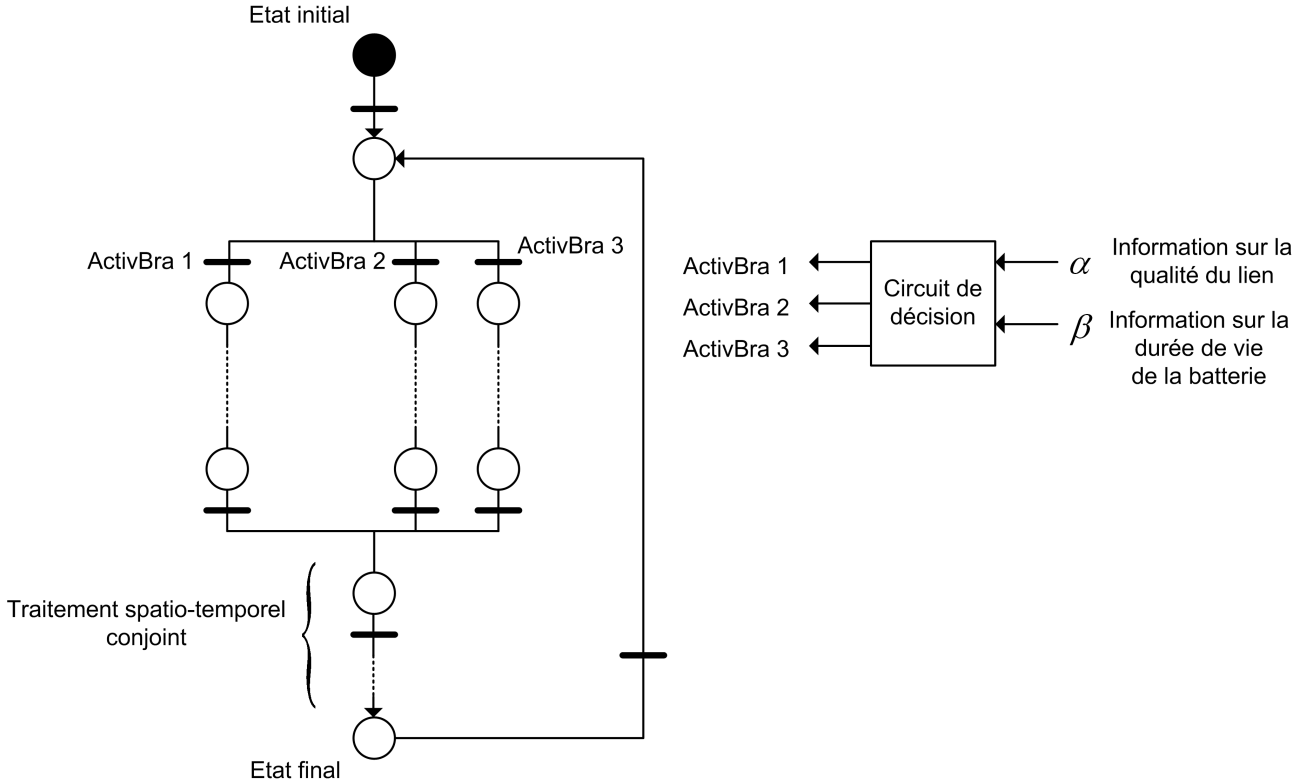 Etat initial
ActivBra 1
ActivBra 2
ActivBra 3
Traitement spatio-temporel
conjoint
Etat final
ActivBra 1
ActivBra 2
ActivBra 3
Circuit de
décision
α
Information sur la
qualité du lien
β
Information sur la
durée de vie
de la batterie